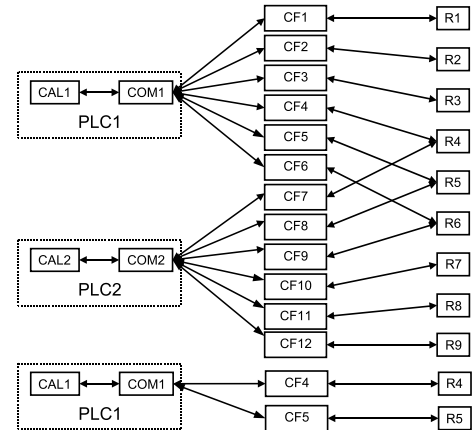 CF1 R1
CF2 R2
CF3 R3
CAL1 COM1 CF4 R4
PLC1
CF5 R5
CF6 R6
CF7
CF8
CAL2 COM2 CF9 R7
PLC2
CF10 R8
CF11
CF12 R9
CAL1 COM1 CF4 R4
PLC1
CF5 R5